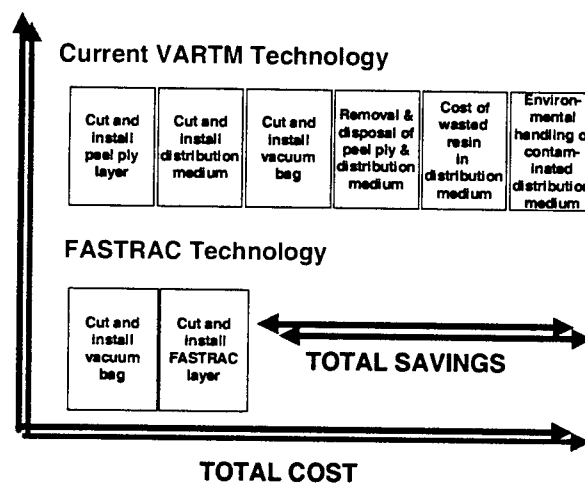 Current VARTM Technology
Cut and
install
peel ply
layer
Cut and
install
distribution
medium
Cut and
install
vacuum
bag
Removal &
disposal of
peel ply &
distribution
medium
Cost of
wasted
resin
in
distribution
medium
Environ-
mental
handling of
contam-
inated
distribution
medium
FASTRAC Technology
Cut and
install
vacuum
bag
Cut and
install
FASTRAC
layer
TOTAL SAVINGS
TOTAL COST